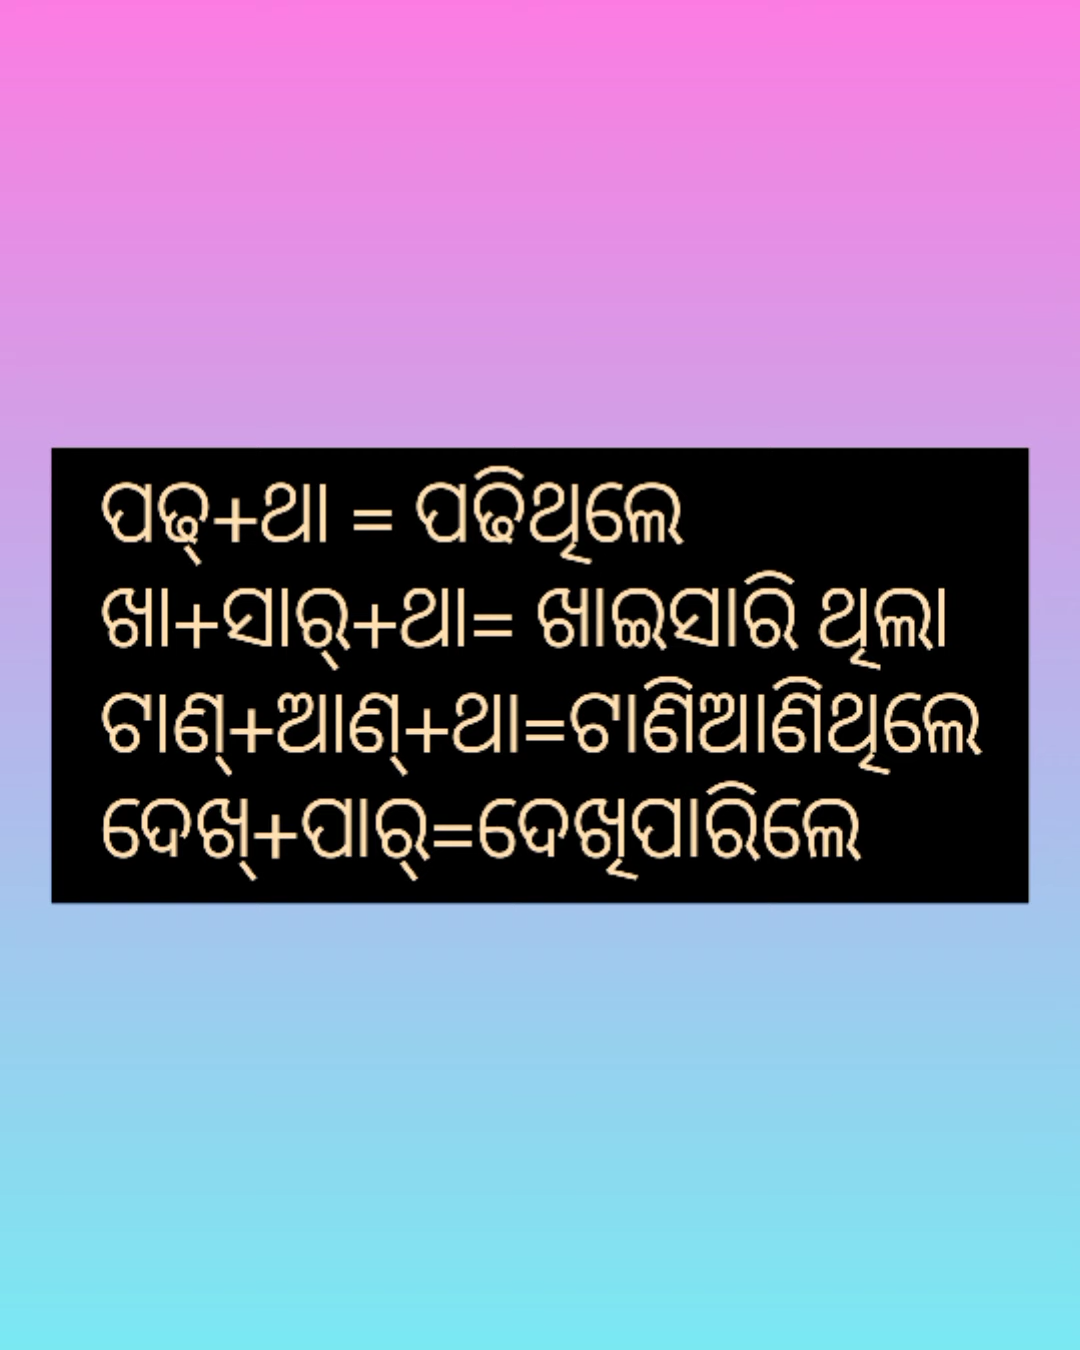 ପଢ୍+ଥା = ପଢିଥିଲେ
ଖା+ସାର୍+ଥା= ଖାଇସାରି ଥିଲା
ଟାଣ୍+ଆଣ୍+ଥା=ଟାଣିଆଣିଥିଲେ
ଦେଖ୍+ପାର୍=ଦେଖିପାରିଲେ